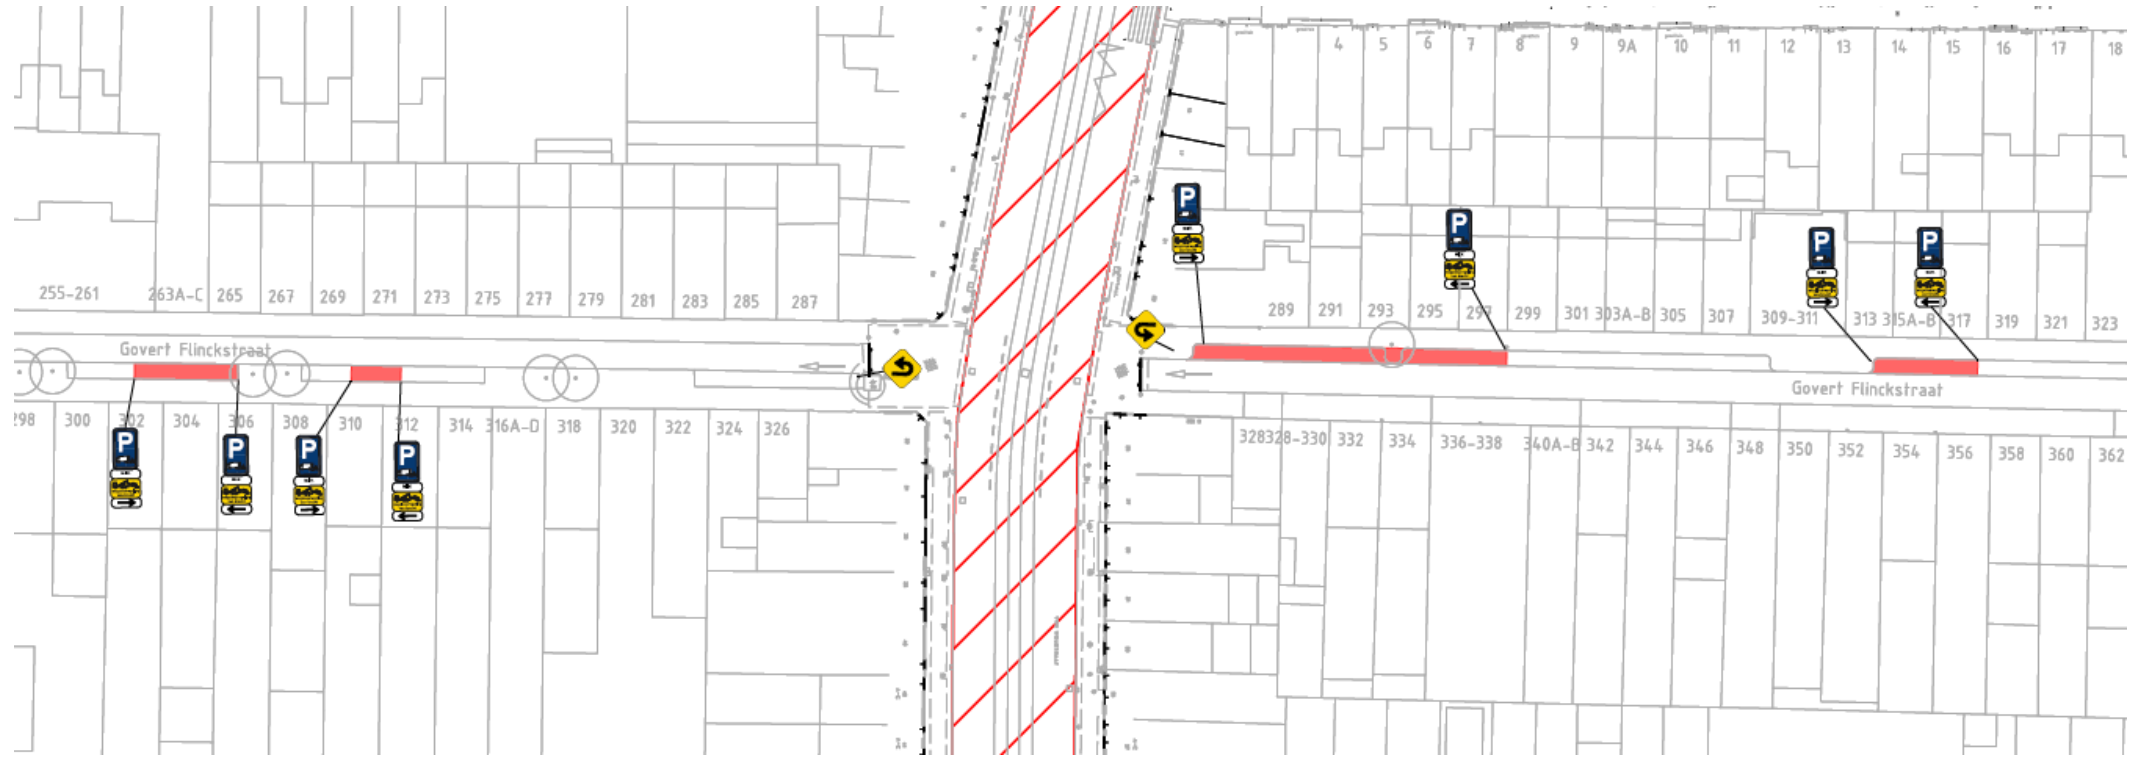 4 5 6 7 8 9 9A 10 11 12 13 14 15 16 17 18
P
P
P
P
255-261 263A-C 265 267 269 271 273 275 277 279 281 283 285 287
289 291 293 295 297 299 301 303A-B 305 307 309-311 313 315A-B 317 319 321 323
Govert Flinckstraat
Govert Flinckstraat
298 300 302 304 306 308 310 312 314 316A-D 318 320 322 324 326
328 328-330 332 334 336-338 340A-B 342 344 346 348 350 352 354 356 358 360 362
P
P
P
P